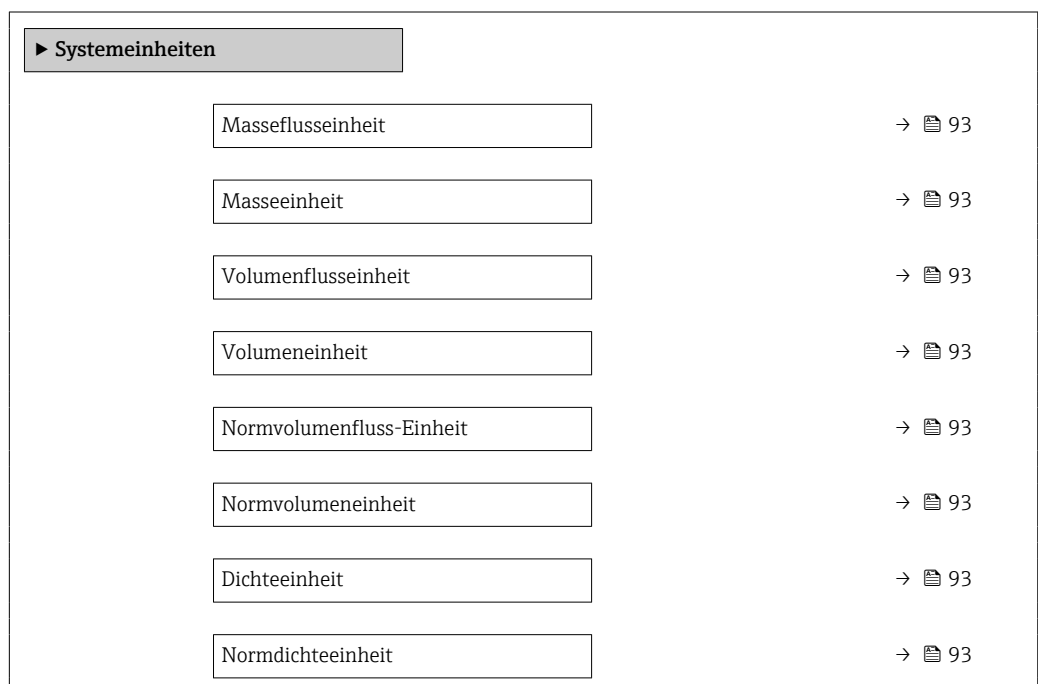 ▶ Systemeinheiten
Masseflusseinheit → 93
Masseeinheit → 93
Volumenflusseinheit → 93
Volumeneinheit → 93
Normvolumenfluss-Einheit → 93
Normvolumeneinheit → 93
Dichteeinheit → 93
Normdichteeinheit → 93